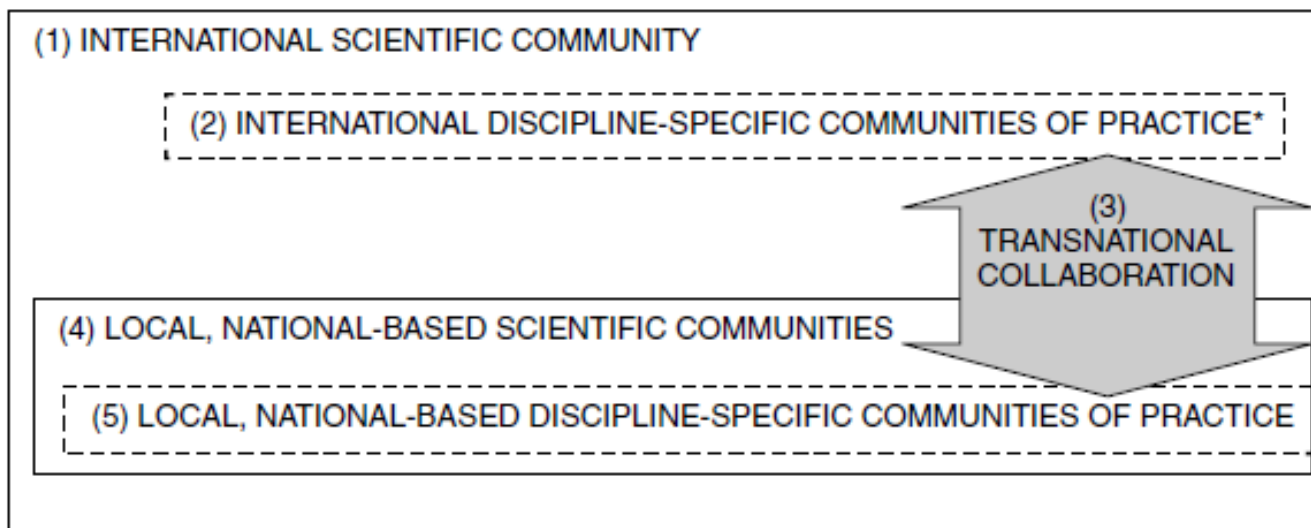 (1) INTERNATIONAL SCIENTIFIC COMMUNITY
(2) INTERNATIONAL DISCIPLINE-SPECIFIC COMMUNITIES OF PRACTICE*
(3)
TRANSNATIONAL
COLLABORATION
(4) LOCAL, NATIONAL-BASED SCIENTIFIC COMMUNITIES
(5) LOCAL, NATIONAL-BASED DISCIPLINE-SPECIFIC COMMUNITIES OF PRACTICE